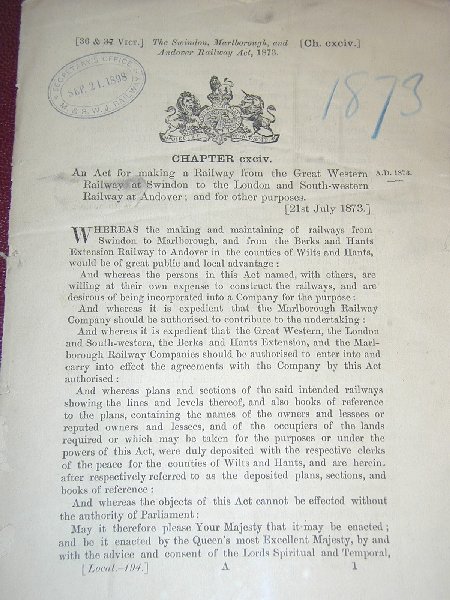 [36 & 37 VICT.] The Swindon, Marlborough, and [Ch. cxciv.]
Andover Railway Act, 1873.
SECRETARY'S OFFICE
SEP. 21. 1898
M. & S. W. J. RAILWAY
1873
CHAPTER cxciv.
An Act for making a Railway from the Great Western A.D. 1873.
Railway at Swindon to the London and South-western
Railway at Andover; and for other purposes.
[21st July 1873.]
WHEREAS the making and maintaining of railways from
Swindon to Marlborough, and from the Berks and Hants
Extension Railway to Andover in the counties of Wilts and Hants,
would be of great public and local advantage:
And whereas the persons in this Act named, with others, are
willing at their own expense to construct the railways, and are
desirous of being incorporated into a Company for the purpose:
And whereas it is expedient that the Marlborough Railway
Company should be authorised to contribute to the undertaking:
And whereas it is expedient that the Great Western, the London
and South-western, the Berks and Hants Extension, and the Marl-
borough Railway Companies should be authorised to enter into and
carry into effect the agreements with the Company by this Act
authorised:
And whereas plans and sections of the said intended railways
showing the lines and levels thereof, and also books of reference
to the plans, containing the names of the owners and lessees or
reputed owners and lessees, and of the occupiers of the lands
required or which may be taken for the purposes or under the
powers of this Act, were duly deposited with the respective clerks
of the peace for the counties of Wilts and Hants, and are herein.
after respectively referred to as the deposited plans, sections, and
books of reference:
And whereas the objects of this Act cannot be effected without
the authority of Parliament:
May it therefore please Your Majesty that it may be enacted;
and be it enacted by the Queen's most Excellent Majesty, by and
with the advice and consent of the Lords Spiritual and Temporal,
[Local.-194.] A 1